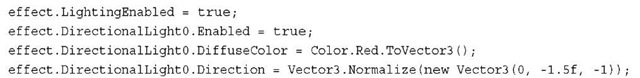 effect.LightingEnabled = true;
effect.DirectionalLight0.Enabled = true;
effect.DirectionalLight0.DiffuseColor = Color.Red.ToVector3();
effect.DirectionalLight0.Direction = Vector3.Normalize(new Vector3(0, -1.5f, -1));